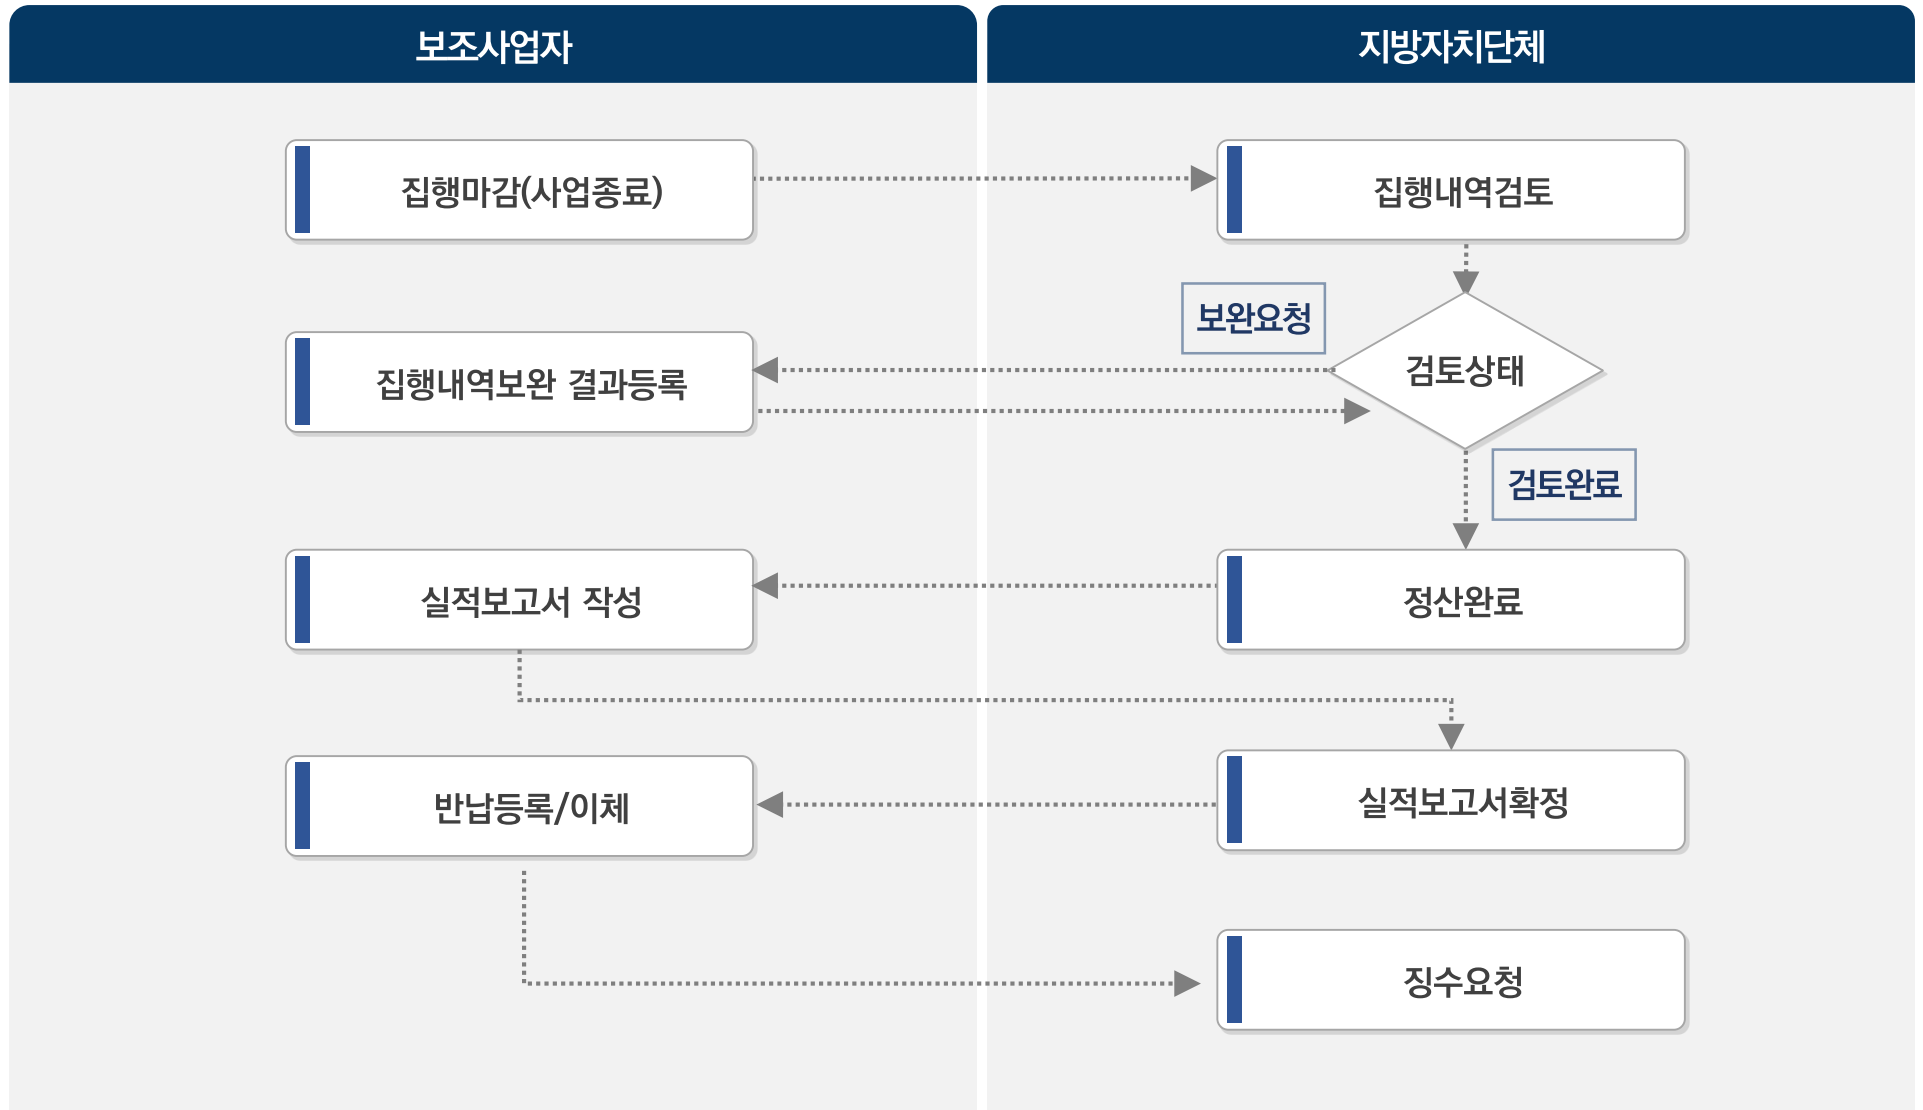 보조사업자
지방자치단체
집행마감(사업종료)
집행내역검토
보완요청
집행내역보완 결과등록
검토상태
검토완료
실적보고서 작성
정산완료
반납등록/이체
실적보고서확정
징수요청